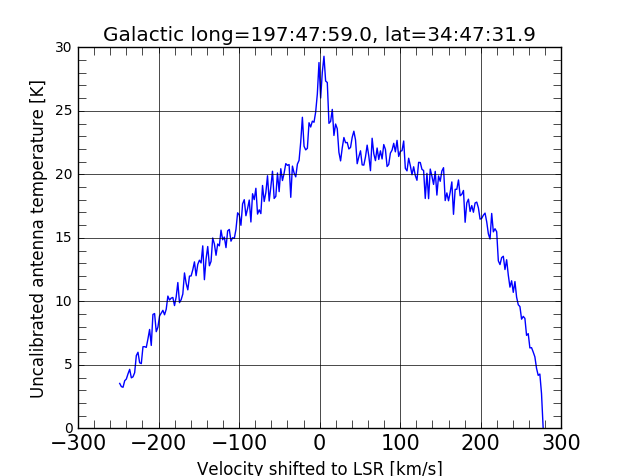 Galactic long=197:47:59.0, lat=34:47:31.9
30
25
20
15
10
5
0
−300 −200 −100 0 100 200 300
Uncalibrated antenna temperature [K]
Velocity shifted to LSR [km/s]